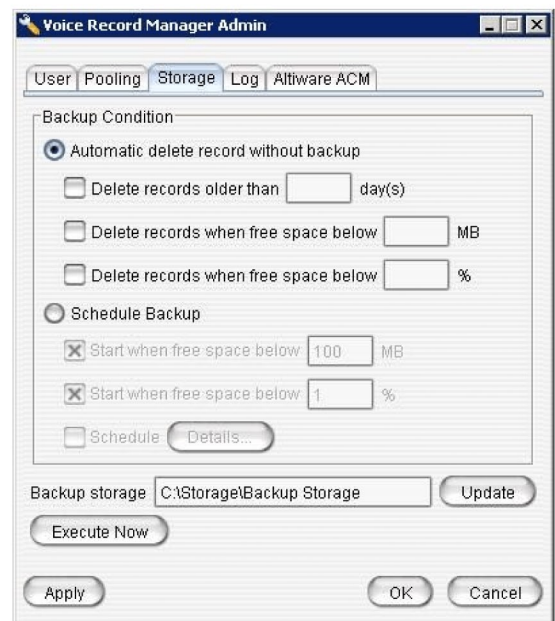 Voice Record Manager Admin
User Pooling Storage Log Altiware ACM
Backup Condition
Automatic delete record without backup
Delete records older than day(s)
Delete records when free space below MB
Delete records when free space below %
Schedule Backup
Start when free space below 100 MB
Start when free space below 1 %
Schedule Details...
Backup storage C:\Storage\Backup Storage Update
Execute Now
Apply OK Cancel